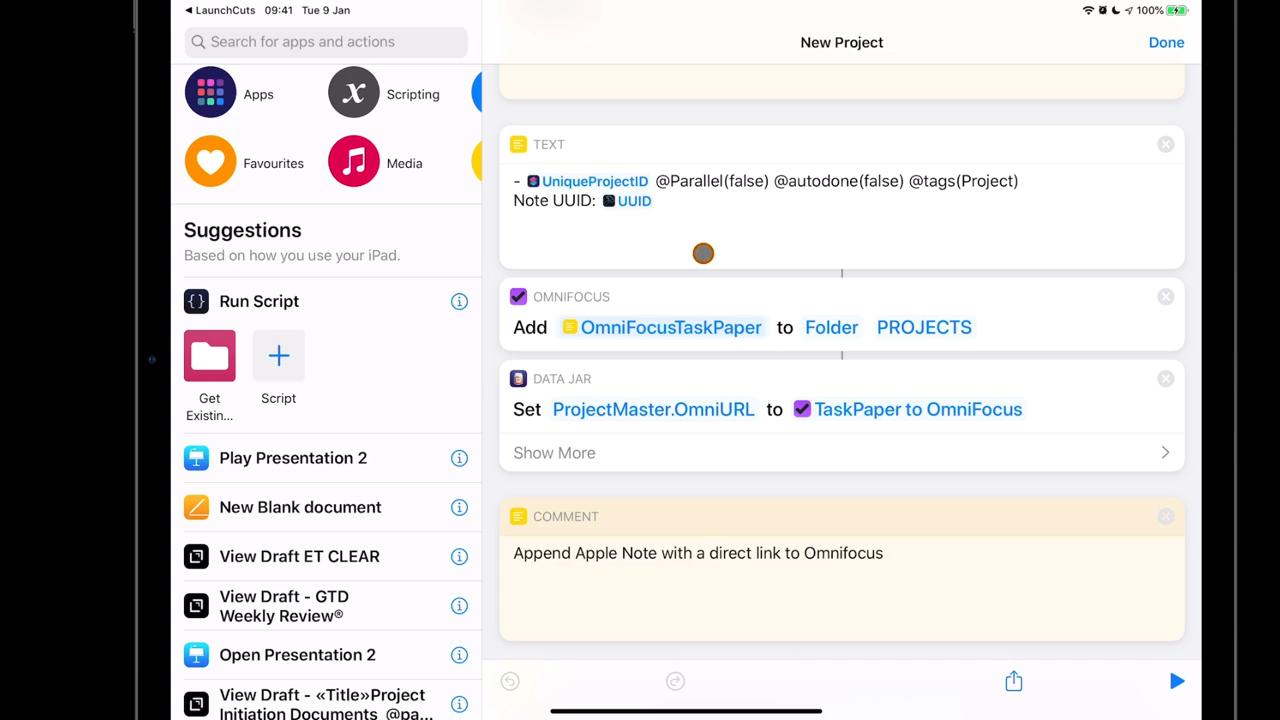 LaunchCuts 09:41 Tue 9 Jan
100%
Search for apps and actions
New Project
Done
Apps
Scripting
Favourites
Media
Suggestions
Based on how you use your iPad.
Run Script
Get
Existin...
Script
Play Presentation 2
New Blank document
View Draft ET CLEAR
View Draft - GTD
Weekly Review®
Open Presentation 2
View Draft - «Title»Project
Initiation Documents @pa...
TEXT
- UniqueProjectID @Parallel(false) @autodone(false) @tags(Project)
Note UUID: UUID
OMNIFOCUS
Add OmniFocusTaskPaper to Folder PROJECTS
DATA JAR
Set ProjectMaster.OmniURL to TaskPaper to OmniFocus
Show More
COMMENT
Append Apple Note with a direct link to Omnifocus